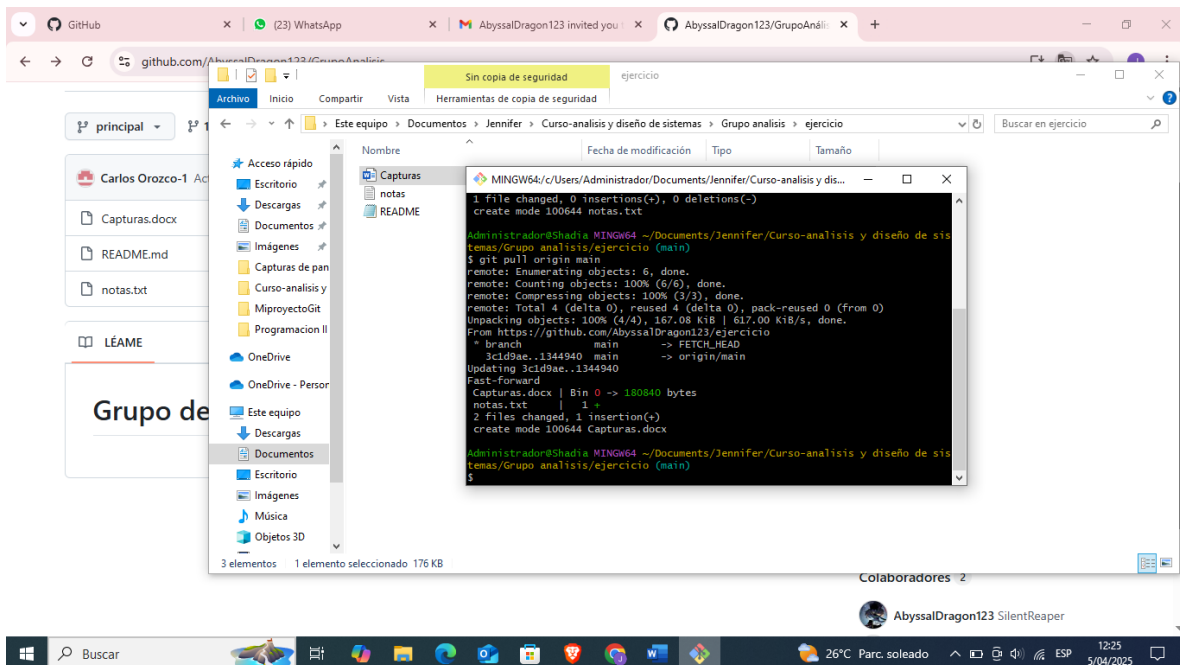 GitHub
(23) WhatsApp
AbyssalDragon123 invited you
AbyssalDragon123/GrupoAnális
github.com/AbyssalDragon123/GrupoAnalisis
Sin copia de seguridad
ejercicio
Archivo Inicio Compartir Vista Herramientas de copia de seguridad
Este equipo > Documentos > Jennifer > Curso-analisis y diseño de sistemas > Grupo analisis > ejercicio
Buscar en ejercicio
principal
1
Carlos Orozco-1 Ac
Capturas.docx
README.md
notas.txt
LÉAME
Grupo de
Acceso rápido
Escritorio
Descargas
Documentos
Imágenes
Capturas de pan
Curso-analisis y
MiproyectoGit
Programacion II
OneDrive
OneDrive - Person
Este equipo
Descargas
Documentos
Escritorio
Imágenes
Música
Objetos 3D
Nombre Fecha de modificación Tipo Tamaño
Capturas
notas
README
MINGW64:/c/Users/Administrador/Documents/Jennifer/Curso-analisis y dis...
1 file changed, 0 insertions(+), 0 deletions(-)
create mode 100644 notas.txt
Administrador@Shadia MINGW64 ~/Documents/Jennifer/Curso-analisis y diseño de sis
temas/Grupo analisis/ejercicio (main)
$ git pull origin main
remote: Enumerating objects: 6, done.
remote: Counting objects: 100% (6/6), done.
remote: Compressing objects: 100% (3/3), done.
remote: Total 4 (delta 0), reused 4 (delta 0), pack-reused 0 (from 0)
Unpacking objects: 100% (4/4), 167.08 KiB | 617.00 KiB/s, done.
From https://github.com/AbyssalDragon123/ejercicio
* branch main -> FETCH_HEAD
3c1d9ae..1344940 main -> origin/main
Updating 3c1d9ae..1344940
Fast-forward
Capturas.docx | Bin 0 -> 180840 bytes
notas.txt | 1 +
2 files changed, 1 insertion(+)
create mode 100644 Capturas.docx
Administrador@Shadia MINGW64 ~/Documents/Jennifer/Curso-analisis y diseño de sis
temas/Grupo analisis/ejercicio (main)
$
3 elementos 1 elemento seleccionado 176 KB
Colaboradores 2
AbyssalDragon123 SilentReaper
Buscar
26°C Parc. soleado
ESP
12:25
5/04/2025